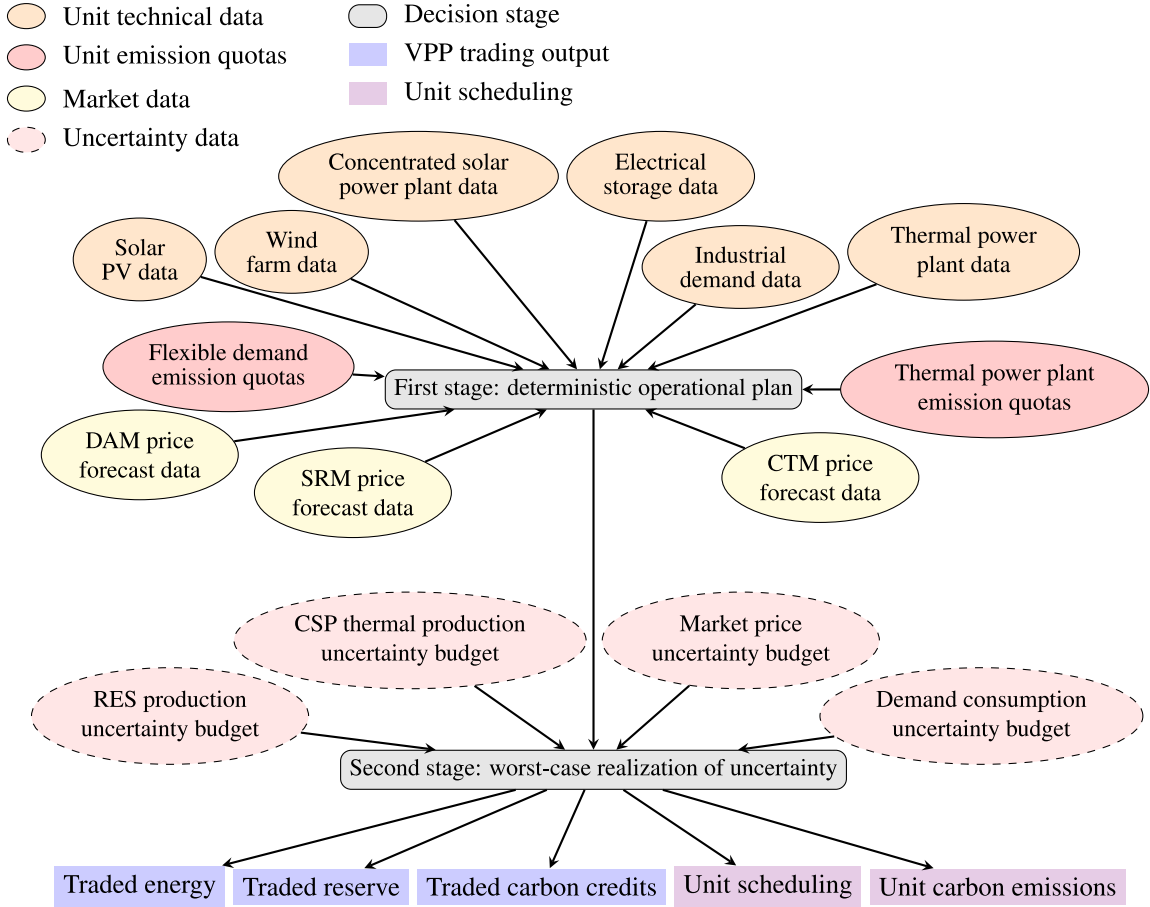 Unit technical data
Unit emission quotas
Market data
Uncertainty data
Decision stage
VPP trading output
Unit scheduling
Concentrated solar
power plant data
Electrical
storage data
Solar
PV data
Wind
farm data
Industrial
demand data
Thermal power
plant data
Flexible demand
emission quotas
First stage: deterministic operational plan
Thermal power plant
emission quotas
DAM price
forecast data
SRM price
forecast data
CTM price
forecast data
CSP thermal production
uncertainty budget
Market price
uncertainty budget
RES production
uncertainty budget
Demand consumption
uncertainty budget
Second stage: worst-case realization of uncertainty
Traded energy
Traded reserve
Traded carbon credits
Unit scheduling
Unit carbon emissions